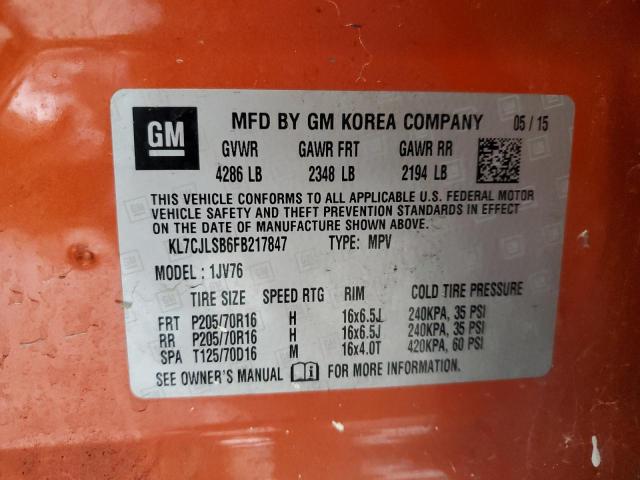 GM MFD BY GM KOREA COMPANY 05 / 15
GVWR GAWR FRT GAWR RR
4286 LB 2348 LB 2194 LB
THIS VEHICLE CONFORMS TO ALL APPLICABLE U.S. FEDERAL MOTOR
VEHICLE SAFETY AND THEFT PREVENTION STANDARDS IN EFFECT
ON THE DATE OF MANUFACTURE SHOWN ABOVE.
KL7CJLSB6FB217847 TYPE: MPV
MODEL : 1JV76
TIRE SIZE SPEED RTG RIM COLD TIRE PRESSURE
FRT P205/70R16 H 16x6.5J 240KPA, 35 PSI
RR P205/70R16 H 16x6.5J 240KPA, 35 PSI
SPA T125/70D16 M 16x4.0T 420KPA, 60 PSI
SEE OWNER'S MANUAL FOR MORE INFORMATION.